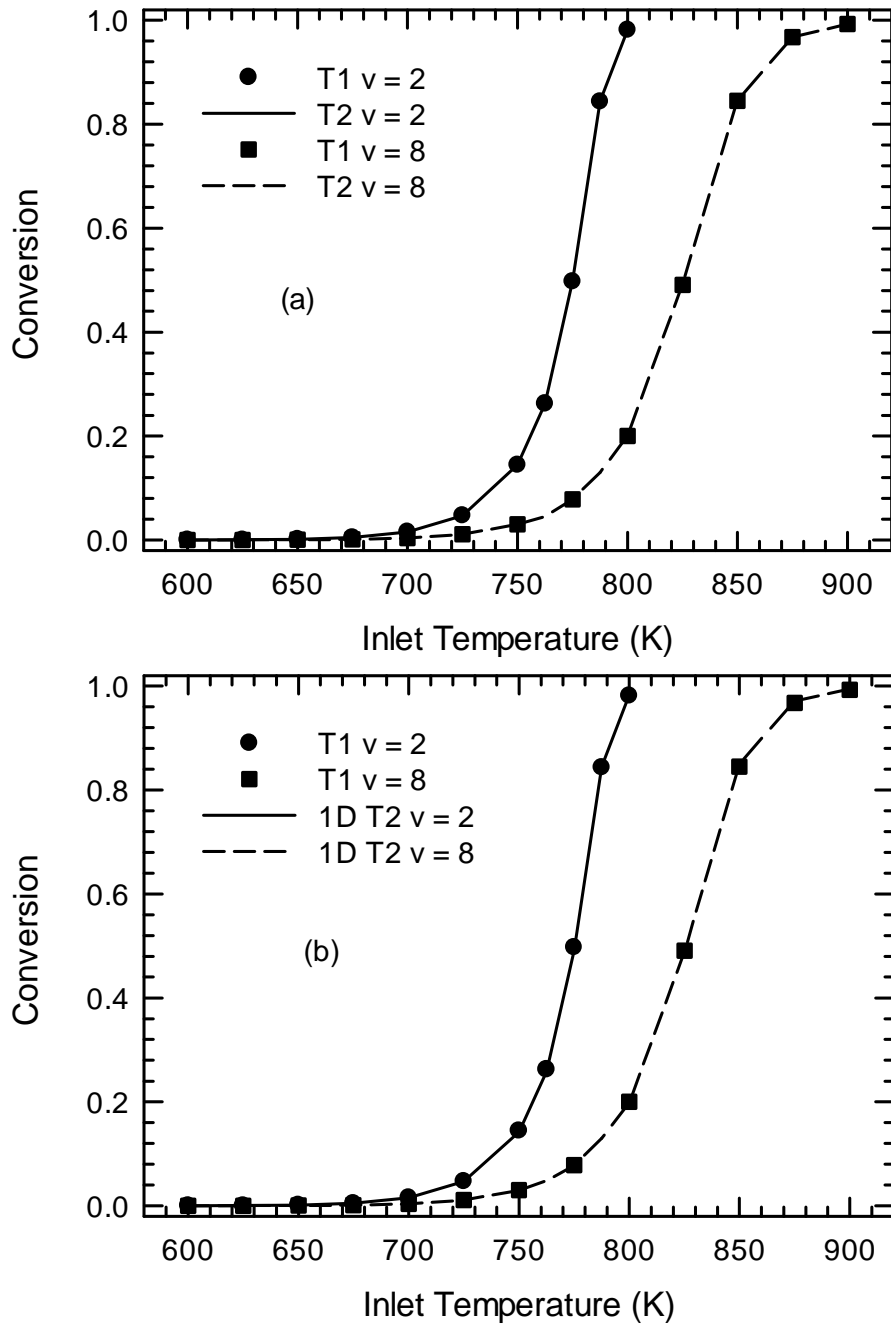 1.0
0.8
0.6
0.4
0.2
0.0
Conversion
T1 v = 2
T2 v = 2
T1 v = 8
T2 v = 8
(a)
600 650 700 750 800 850 900
Inlet Temperature (K)
1.0
0.8
0.6
0.4
0.2
0.0
Conversion
T1 v = 2
T1 v = 8
1D T2 v = 2
1D T2 v = 8
(b)
600 650 700 750 800 850 900
Inlet Temperature (K)